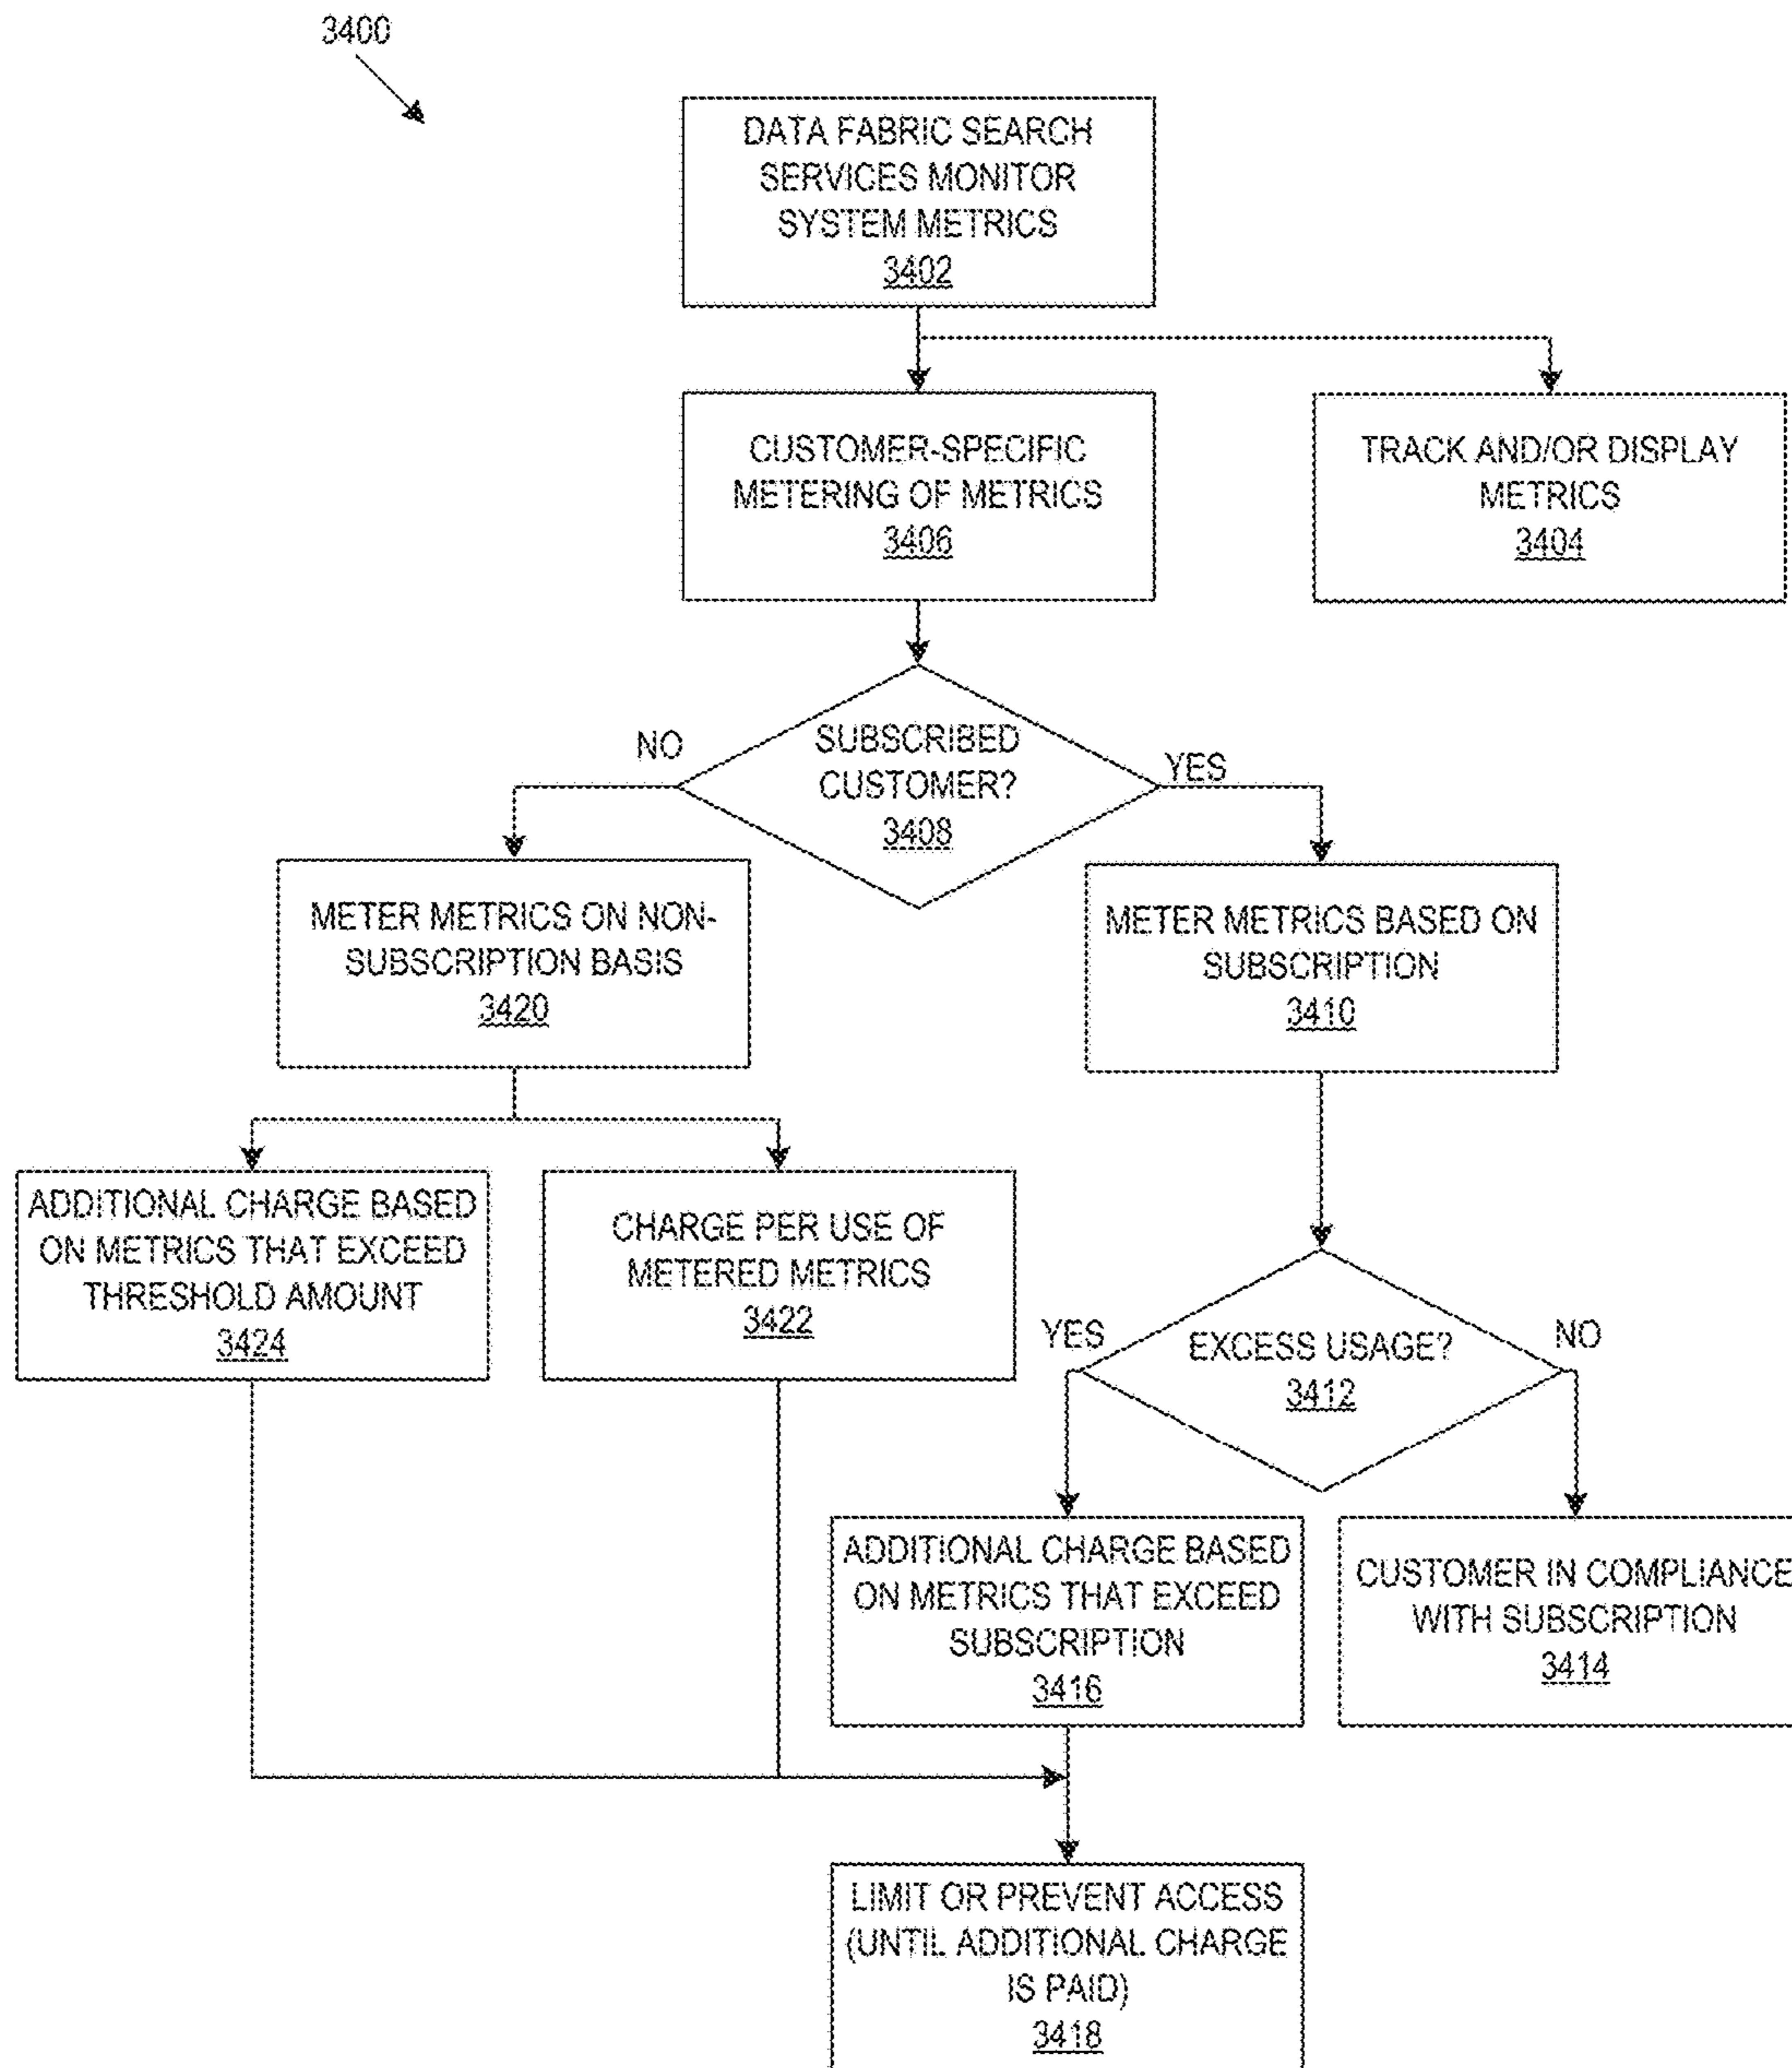 3400
DATA FABRIC SEARCH
SERVICES MONITOR
SYSTEM METRICS
3402
CUSTOMER-SPECIFIC
METERING OF METRICS
3406
TRACK AND/OR DISPLAY
METRICS
3404
SUBSCRIBED
CUSTOMER?
3408
NO
YES
METER METRICS ON NON-
SUBSCRIPTION BASIS
3420
METER METRICS BASED ON
SUBSCRIPTION
3410
ADDITIONAL CHARGE BASED
ON METRICS THAT EXCEED
THRESHOLD AMOUNT
3424
CHARGE PER USE OF
METERED METRICS
3422
YES
EXCESS USAGE?
3412
NO
ADDITIONAL CHARGE BASED
ON METRICS THAT EXCEED
SUBSCRIPTION
3416
CUSTOMER IN COMPLIANCE
WITH SUBSCRIPTION
3414
LIMIT OR PREVENT ACCESS
(UNTIL ADDITIONAL CHARGE
IS PAID)
3418